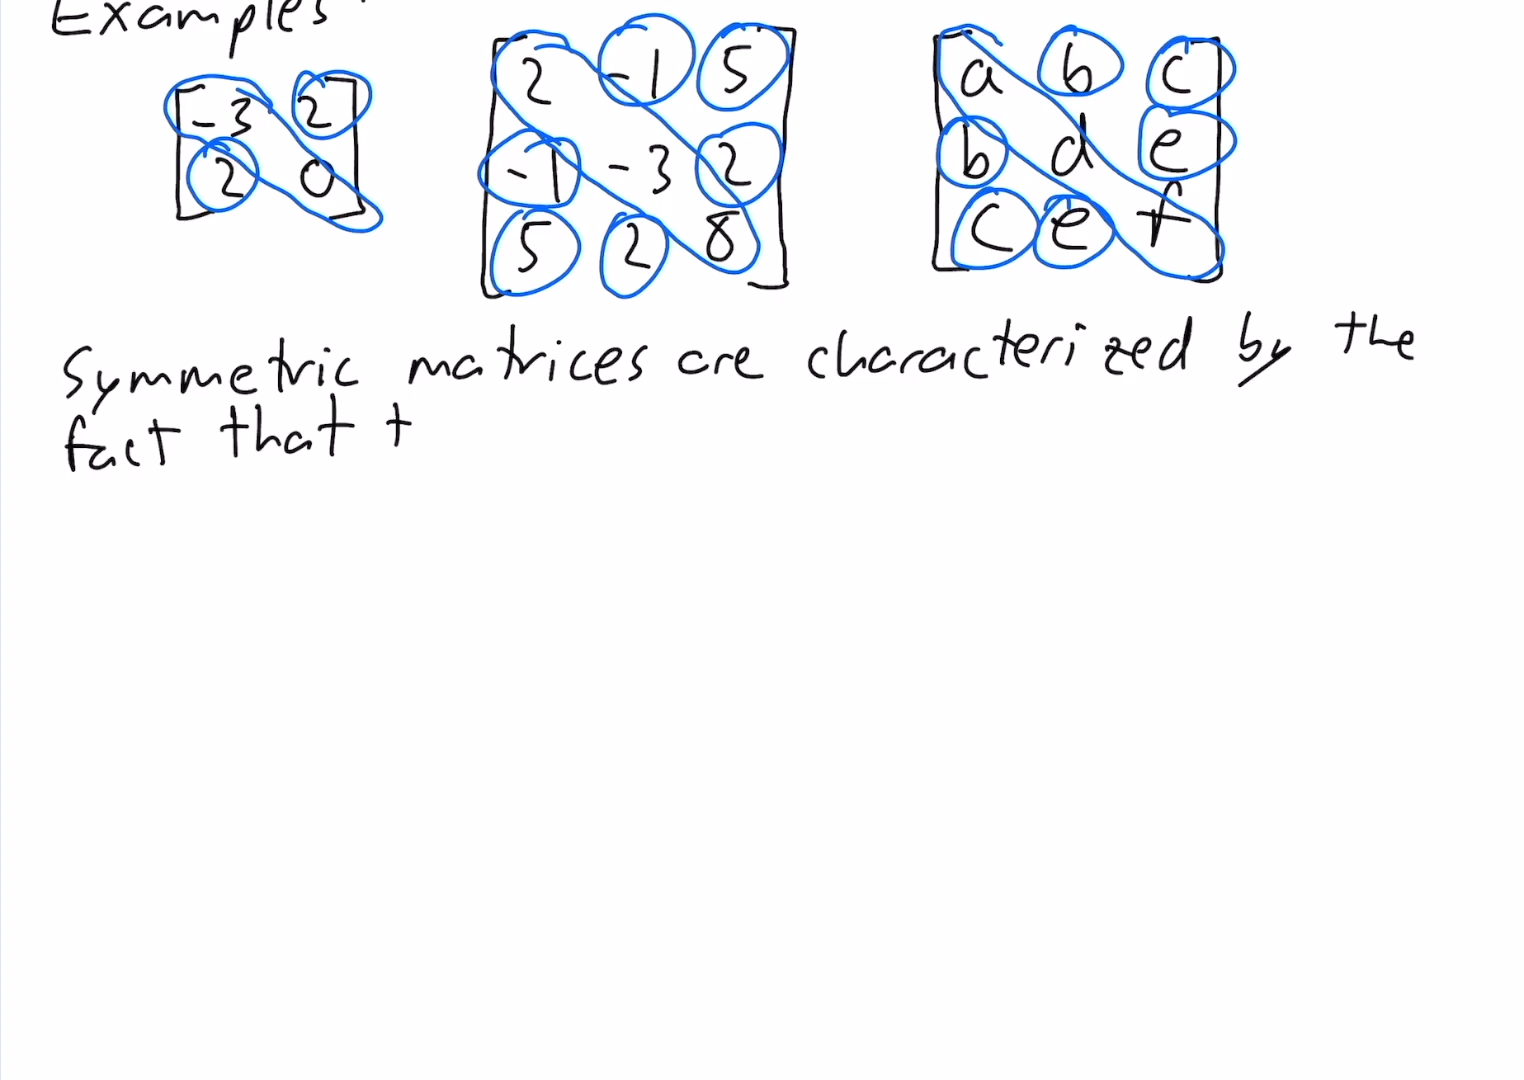 Examples:
-3 2 2 -1 5 a b c
2 0 -1 -3 2 b d e
5 2 8 c e f
Symmetric matrices are characterized by the
fact that t